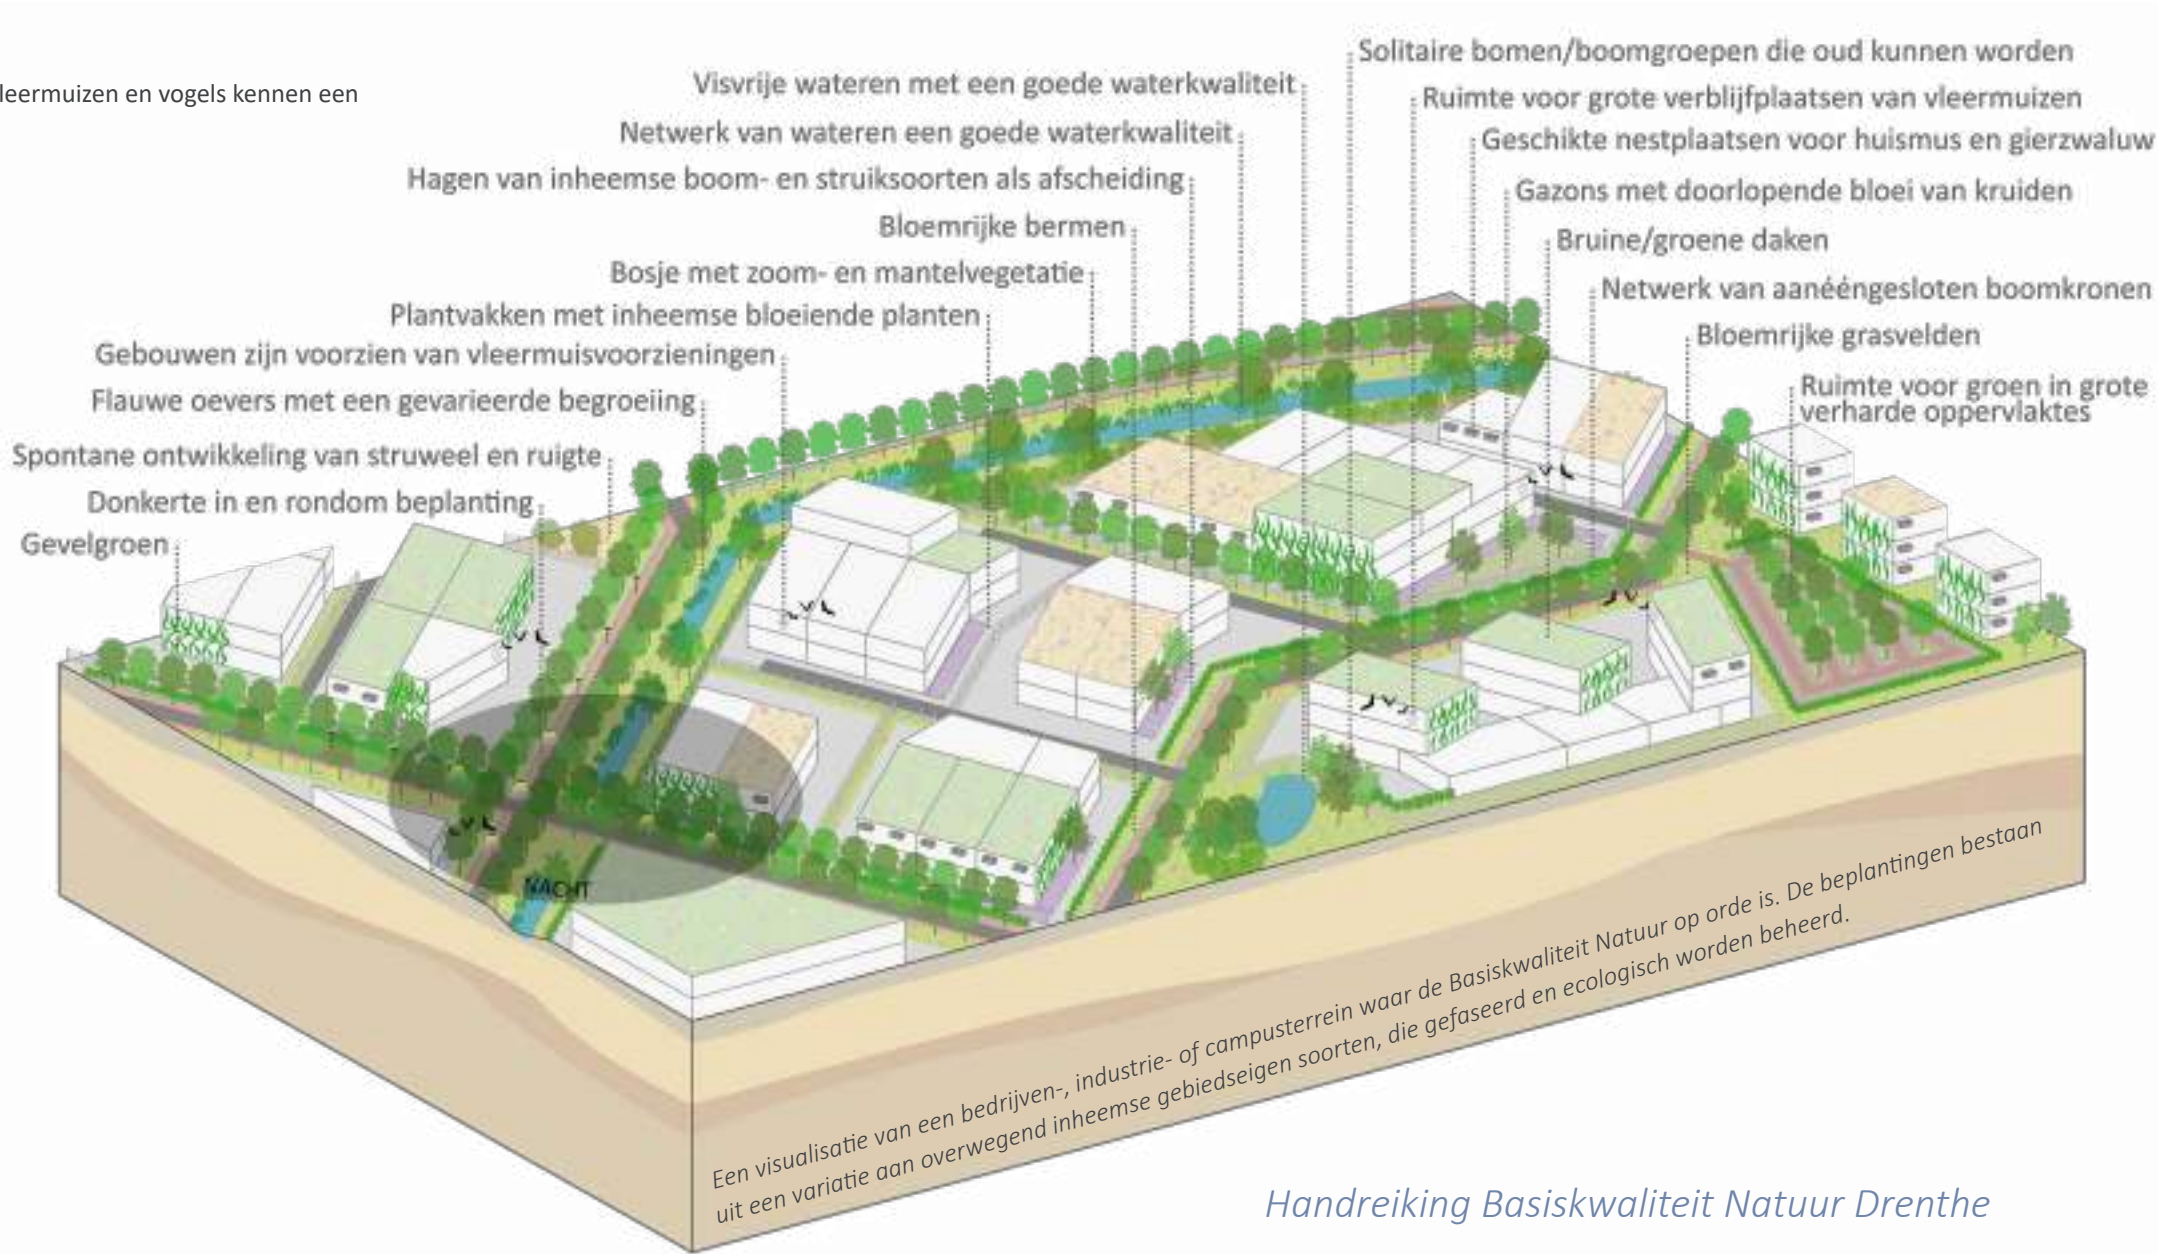 leermuizen en vogels kennen een
Visvrije wateren met een goede waterkwaliteit
Netwerk van wateren een goede waterkwaliteit
Hagen van inheemse boom- en struiksoorten als afscheiding
Bloemrijke bermen
Bosje met zoom- en mantelvegetatie
Plantvakken met inheemse bloeiende planten
Gebouwen zijn voorzien van vleermuisvoorzieningen
Flauwe oevers met een gevarieerde begroeiing
Spontane ontwikkeling van struweel en ruigte
Donkerte in en rondom beplanting
Gevelgroen
Solitaire bomen/boomgroepen die oud kunnen worden
Ruimte voor grote verblijfplaatsen van vleermuizen
Geschikte nestplaatsen voor huismus en gierzwaluw
Gazons met doorlopende bloei van kruiden
Bruine/groene daken
Netwerk van aanééngesloten boomkronen
Bloemrijke grasvelden
Ruimte voor groen in grote
verharde oppervlaktes
NACHT
Een visualisatie van een bedrijven-, industrie- of campusterrein waar de Basiskwaliteit Natuur op orde is. De beplantingen bestaan
uit een variatie aan overwegend inheemse gebiedseigen soorten, die gefaseerd en ecologisch worden beheerd.
Handreiking Basiskwaliteit Natuur Drenthe